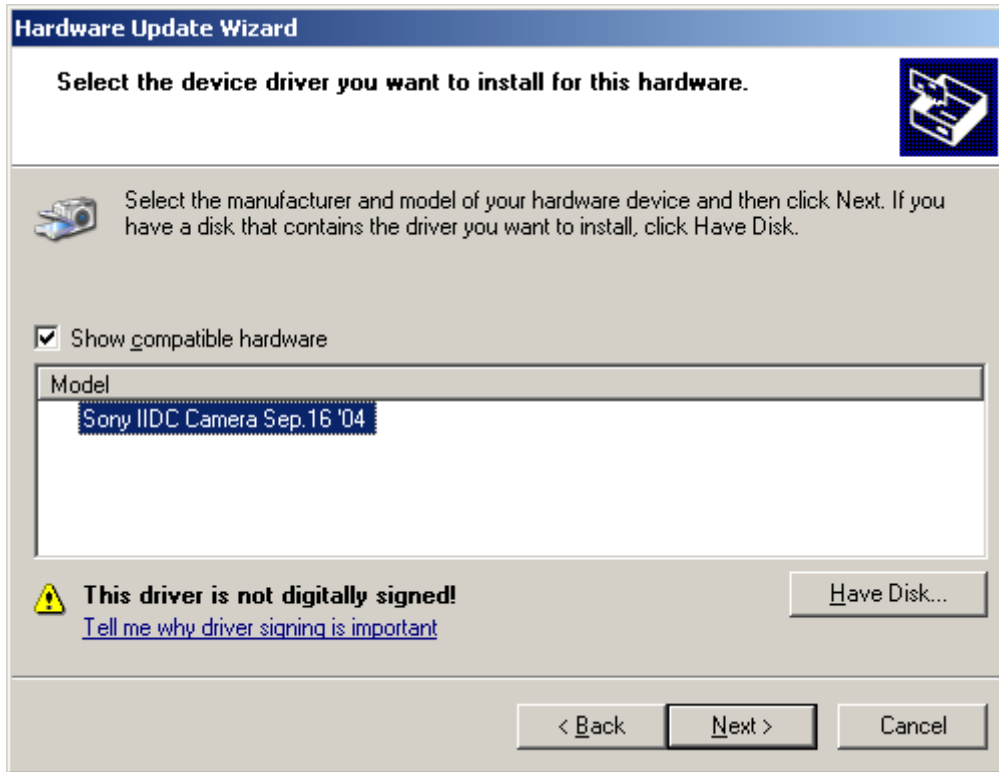 Hardware Update Wizard
Select the device driver you want to install for this hardware.
Select the manufacturer and model of your hardware device and then click Next. If you
have a disk that contains the driver you want to install, click Have Disk.
Show compatible hardware
Model
Sony IIDC Camera Sep.16 '04
This driver is not digitally signed!
Tell me why driver signing is important
Have Disk...
< Back
Next >
Cancel